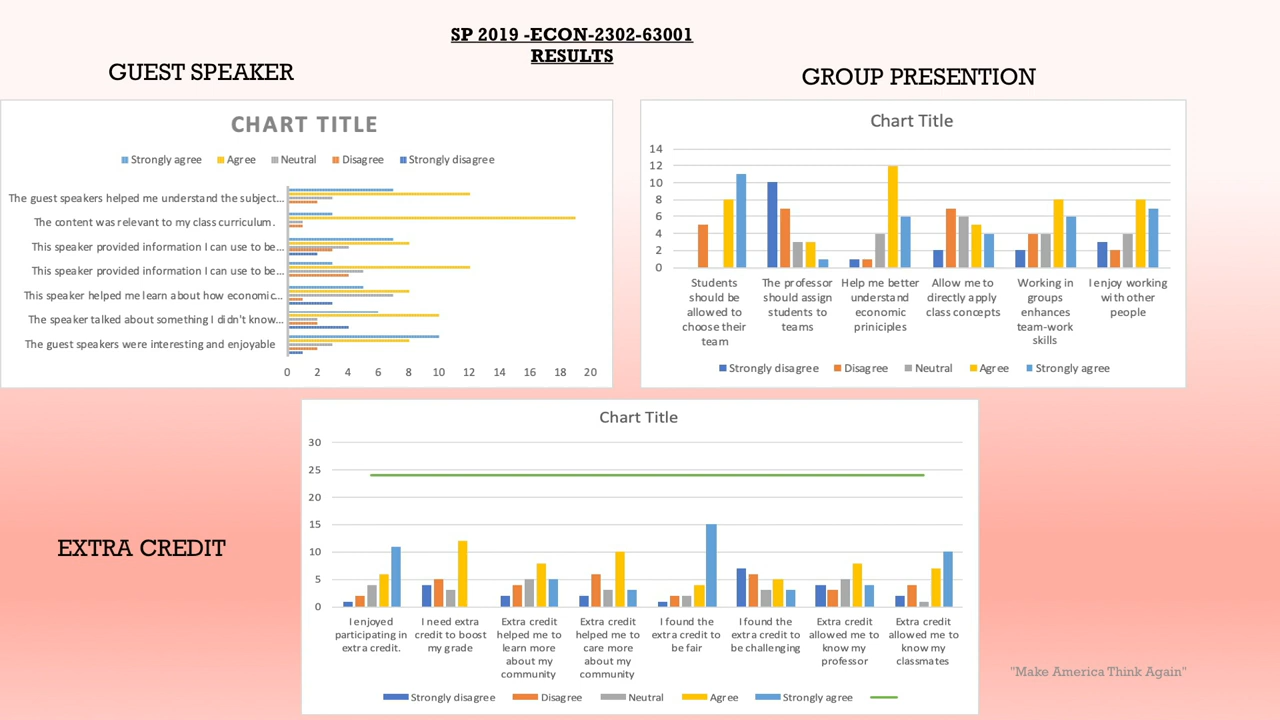 SP 2019 -ECON-2302-63001
RESULTS
GUEST SPEAKER
GROUP PRESENTION
CHART TITLE
Strongly agree Agree Neutral Disagree Strongly disagree
The guest speakers helped me understand the subject...
The content was relevant to my class curriculum.
This speaker provided information I can use to be...
This speaker provided information I can use to be...
This speaker helped me learn about how economic...
The speaker talked about something I didn't know...
The guest speakers were interesting and enjoyable
0 2 4 6 8 10 12 14 16 18 20
Chart Title
14
12
10
8
6
4
2
0
Students
should be
allowed to
choose their
team
The professor
should assign
students to
teams
Help me better
understand
economic
priniciples
Allow me to
directly apply
class concepts
Working in
groups
enhances
team-work
skills
I enjoy working
with other
people
Strongly disagree Disagree Neutral Agree Strongly agree
EXTRA CREDIT
Chart Title
30
25
20
15
10
5
0
I enjoyed
participating in
extra credit.
I need extra
credit to boost
my grade
Extra credit
helped me to
learn more
about my
community
Extra credit
helped me to
care more
about my
community
I found the
extra credit to
be fair
I found the
extra credit to
be challenging
Extra credit
allowed me to
know my
professor
Extra credit
allowed me to
know my
classmates
Strongly disagree Disagree Neutral Agree Strongly agree
"Make America Think Again"